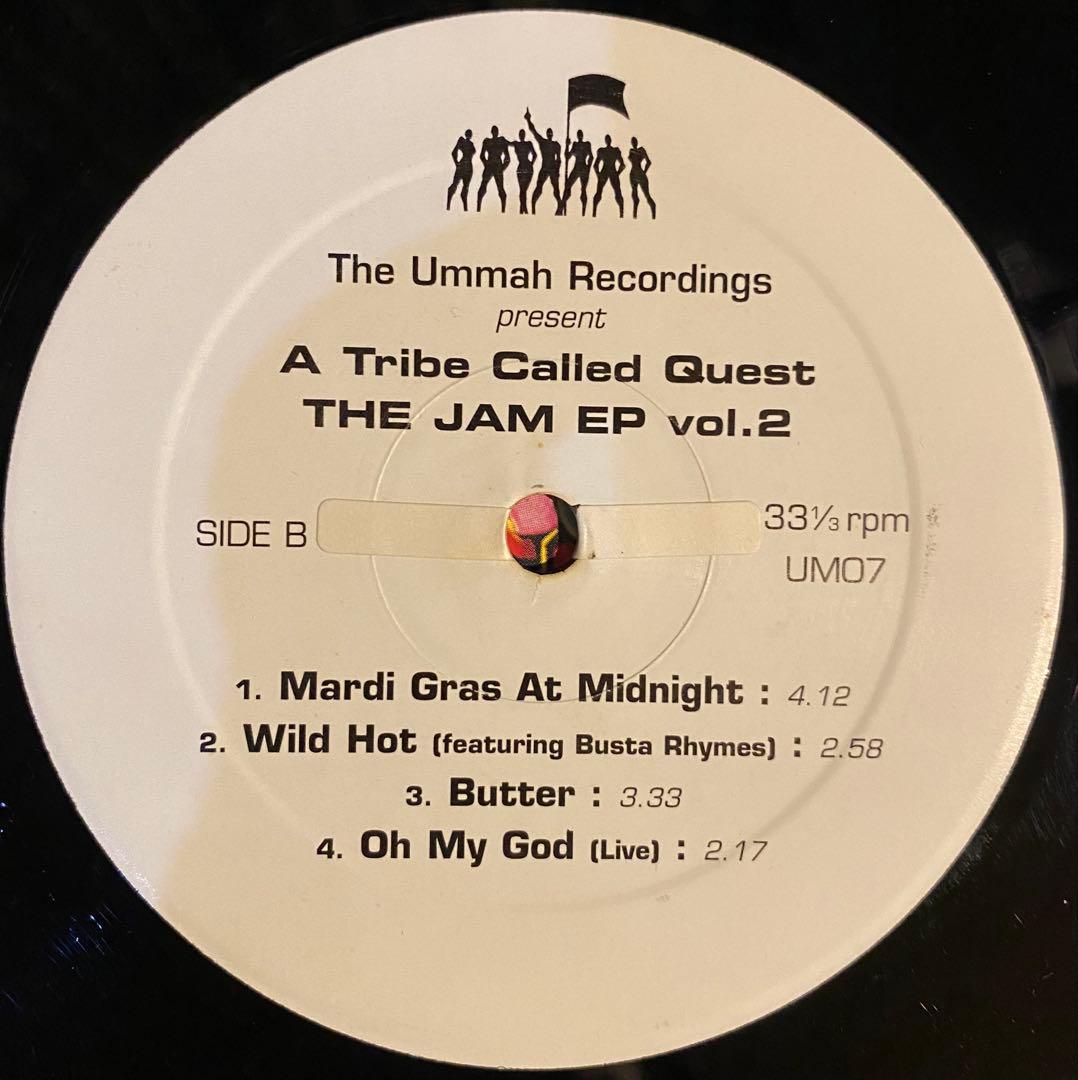 The Ummah Recordings
present
A Tribe Called Quest
THE JAM EP vol.2
SIDE B
33⅓ rpm
UM07
1. Mardi Gras At Midnight : 4.12
2. Wild Hot (featuring Busta Rhymes) : 2.58
3. Butter : 3.33
4. Oh My God (Live) : 2.17